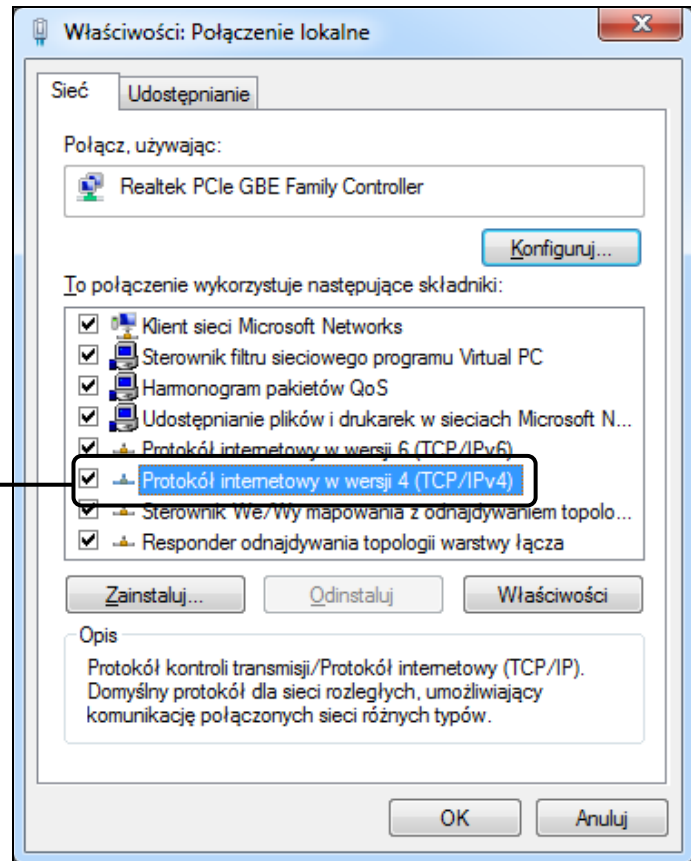 Właściwości: Połączenie lokalne
Sieć
Udostępnianie
Połącz, używając:
Realtek PCIe GBE Family Controller
Konfiguruj...
To połączenie wykorzystuje następujące składniki:
Klient sieci Microsoft Networks
Sterownik filtru sieciowego programu Virtual PC
Harmonogram pakietów QoS
Udostępnianie plików i drukarek w sieciach Microsoft N...
Protokół internetowy w wersji 6 (TCP/IPv6)
Protokół internetowy w wersji 4 (TCP/IPv4)
Sterownik We/Wy mapowania z odnajdywaniem topolo...
Responder odnajdywania topologii warstwy łącza
Zainstaluj...
Odinstaluj
Właściwości
Opis
Protokół kontroli transmisji/Protokół internetowy (TCP/IP).
Domyślny protokół dla sieci rozległych, umożliwiający
komunikację połączonych sieci różnych typów.
OK
Anuluj